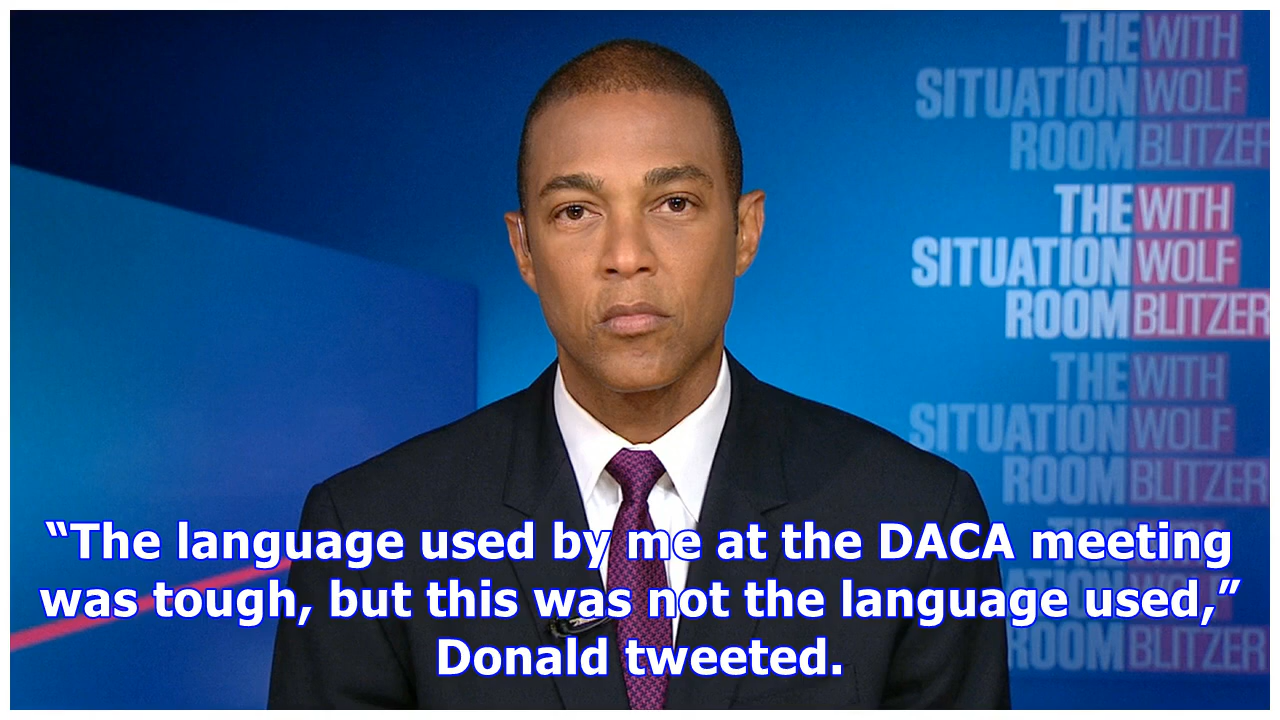 THE WITH
SITUATION WOLF
ROOM BLITZER
THE WITH
SITUATION WOLF
ROOM BLITZER
THE WITH
SITUATION WOLF
ROOM BLITZER
ROOM BLITZER
“The language used by me at the DACA meeting
was tough, but this was not the language used,”
Donald tweeted.